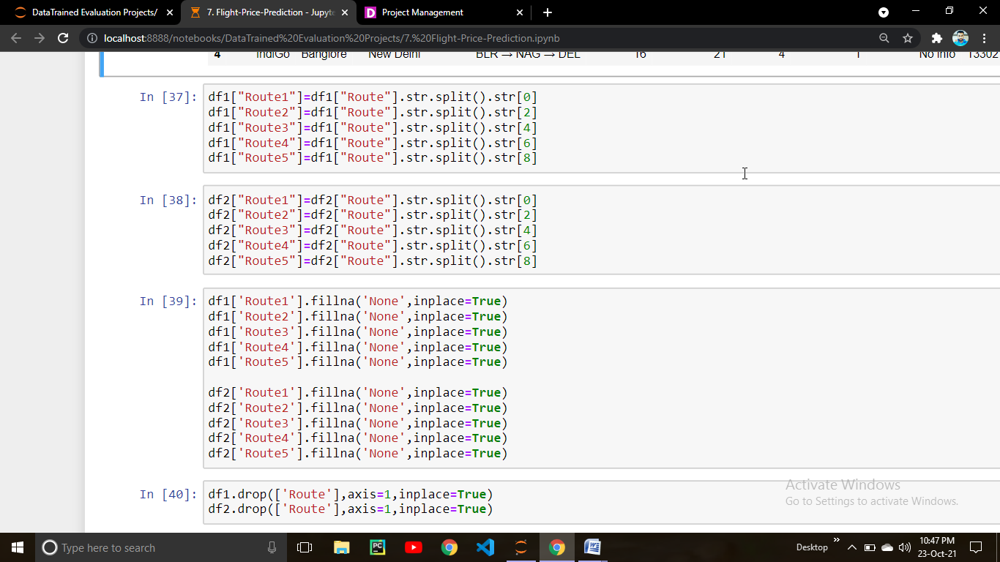 DataTrained Evaluation Projects/
7. Flight-Price-Prediction - Jupyte
Project Management
localhost:8888/notebooks/DataTrained%20Evaluation%20Projects/7.%20Flight-Price-Prediction.ipynb
4 IndiGo Banglore New Delhi BLR → NAG → DEL 16 21 4 1 No info 13302
In [37]: df1["Route1"]=df1["Route"].str.split().str[0]
df1["Route2"]=df1["Route"].str.split().str[2]
df1["Route3"]=df1["Route"].str.split().str[4]
df1["Route4"]=df1["Route"].str.split().str[6]
df1["Route5"]=df1["Route"].str.split().str[8]
In [38]: df2["Route1"]=df2["Route"].str.split().str[0]
df2["Route2"]=df2["Route"].str.split().str[2]
df2["Route3"]=df2["Route"].str.split().str[4]
df2["Route4"]=df2["Route"].str.split().str[6]
df2["Route5"]=df2["Route"].str.split().str[8]
In [39]: df1['Route1'].fillna('None',inplace=True)
df1['Route2'].fillna('None',inplace=True)
df1['Route3'].fillna('None',inplace=True)
df1['Route4'].fillna('None',inplace=True)
df1['Route5'].fillna('None',inplace=True)
df2['Route1'].fillna('None',inplace=True)
df2['Route2'].fillna('None',inplace=True)
df2['Route3'].fillna('None',inplace=True)
df2['Route4'].fillna('None',inplace=True)
df2['Route5'].fillna('None',inplace=True)
In [40]: df1.drop(['Route'],axis=1,inplace=True)
df2.drop(['Route'],axis=1,inplace=True)
Activate Windows
Go to Settings to activate Windows.
Type here to search
PC
Desktop
10:47 PM
23-Oct-21